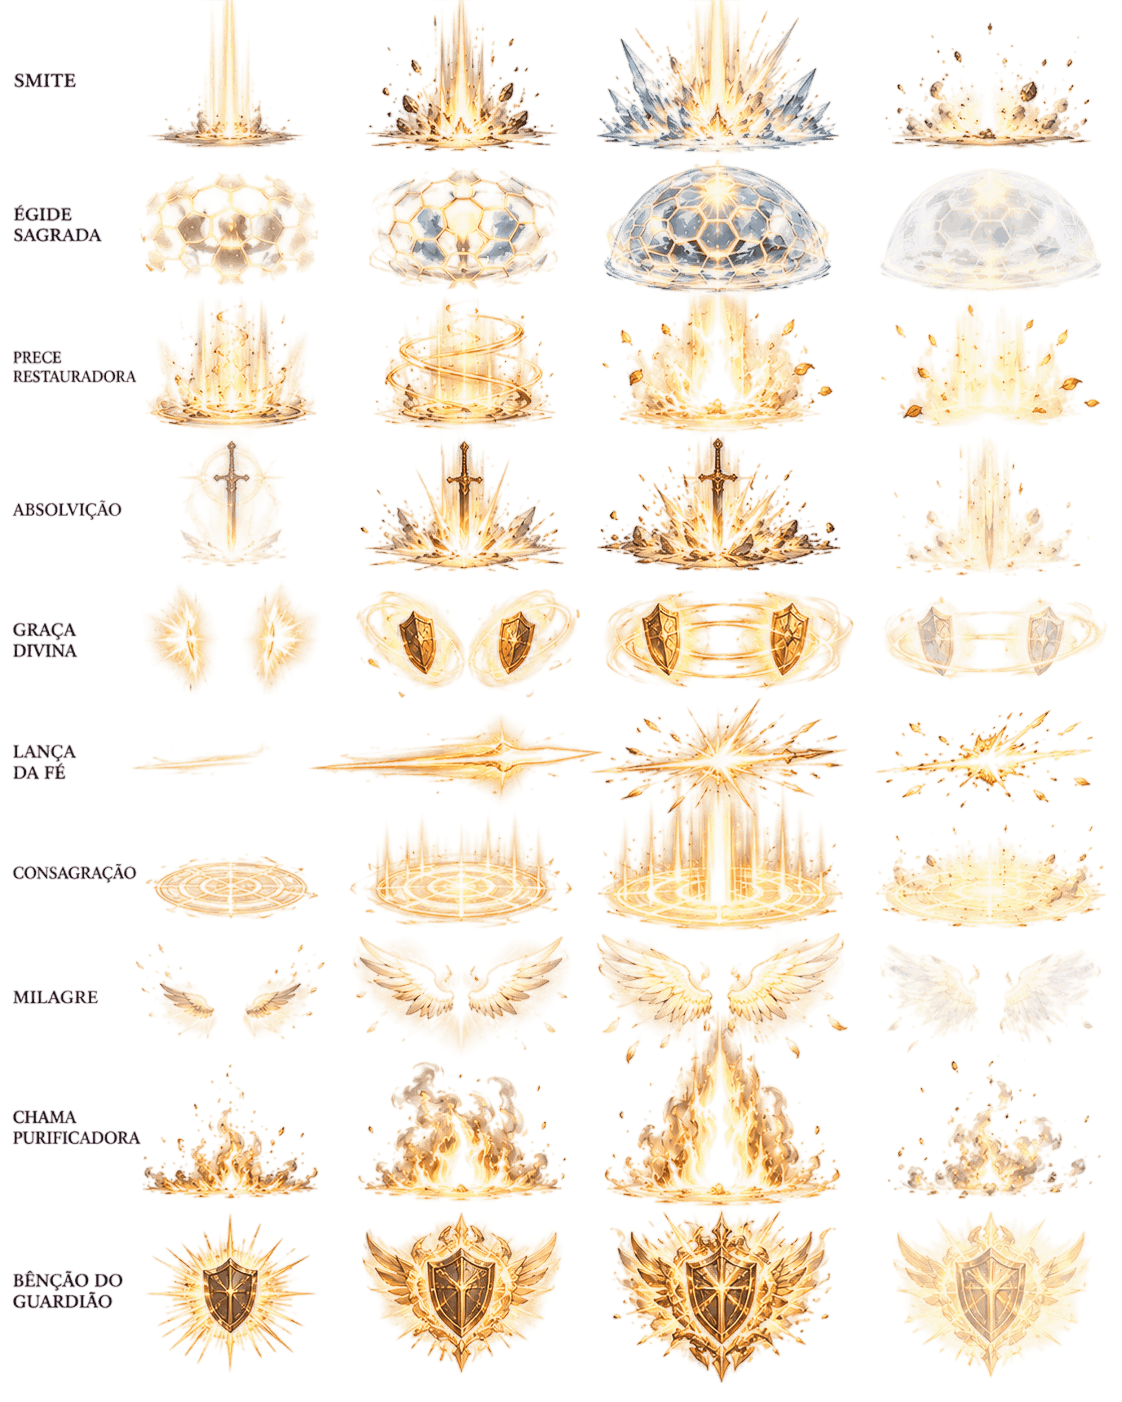 SMITE
ÉGIDE
SAGRADA
PRECE
RESTAURADORA
ABSOLVIÇÃO
GRAÇA
DIVINA
LANÇA
DA FÉ
CONSAGRAÇÃO
MILAGRE
CHAMA
PURIFICADORA
BÊNÇÃO DO
GUARDIÃO